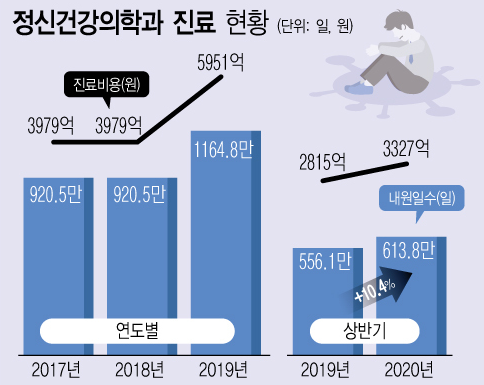 정신건강의학과 진료 현황 (단위: 일, 원)
진료비용(원)
3979억 3979억 5951억
920.5만 920.5만 1164.8만
연도별
2017년 2018년 2019년
2815억 3327억
내원일수(일)
556.1만 613.8만
+10.4%
상반기
2019년 2020년